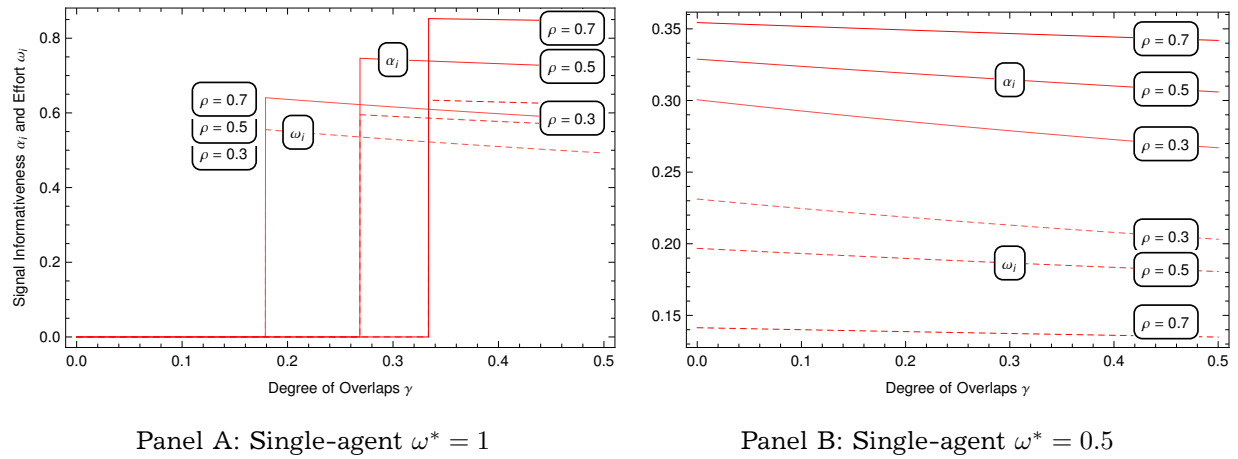 Signal Informativeness αᵢ and Effort ωᵢ
0.8
0.6
0.4
0.2
0.0
0.0 0.1 0.2 0.3 0.4 0.5
Degree of Overlaps γ
ρ = 0.7
ρ = 0.5
ρ = 0.3
ωᵢ
αᵢ
ρ = 0.7
ρ = 0.5
ρ = 0.3
Panel A: Single-agent ω* = 1
0.35
0.30
0.25
0.20
0.15
0.0 0.1 0.2 0.3 0.4 0.5
Degree of Overlaps γ
αᵢ
ρ = 0.7
ρ = 0.5
ρ = 0.3
ωᵢ
ρ = 0.3
ρ = 0.5
ρ = 0.7
Panel B: Single-agent ω* = 0.5